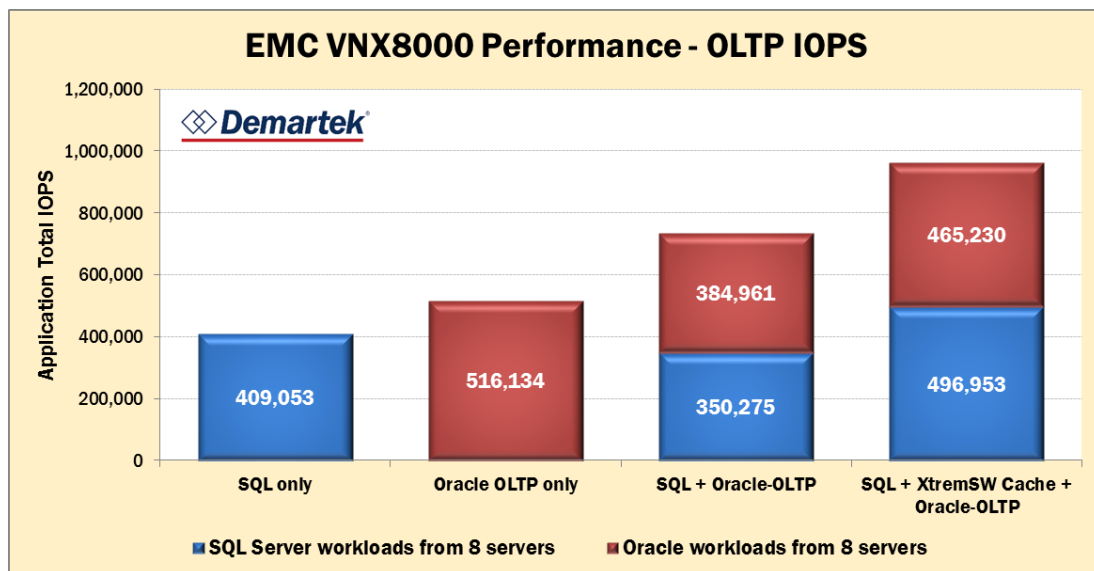 EMC VNX8000 Performance - OLTP IOPS
Demartek®
Application Total IOPS
1,200,000
1,000,000
800,000
600,000
400,000
200,000
0
409,053
516,134
384,961
350,275
465,230
496,953
SQL only
Oracle OLTP only
SQL + Oracle-OLTP
SQL + XtremSW Cache +
Oracle-OLTP
SQL Server workloads from 8 servers
Oracle workloads from 8 servers